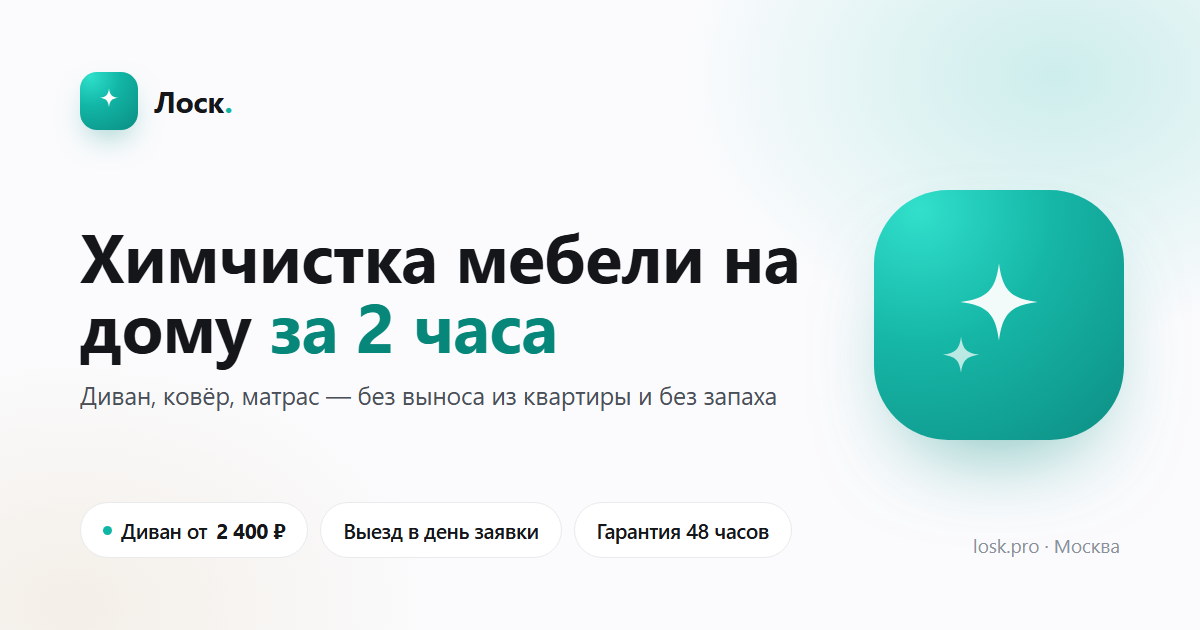 Лоск.
Химчистка мебели на
дому за 2 часа
Диван, ковёр, матрас — без выноса из квартиры и без запаха
Диван от 2 400 ₽
Выезд в день заявки
Гарантия 48 часов
losk.pro · Москва